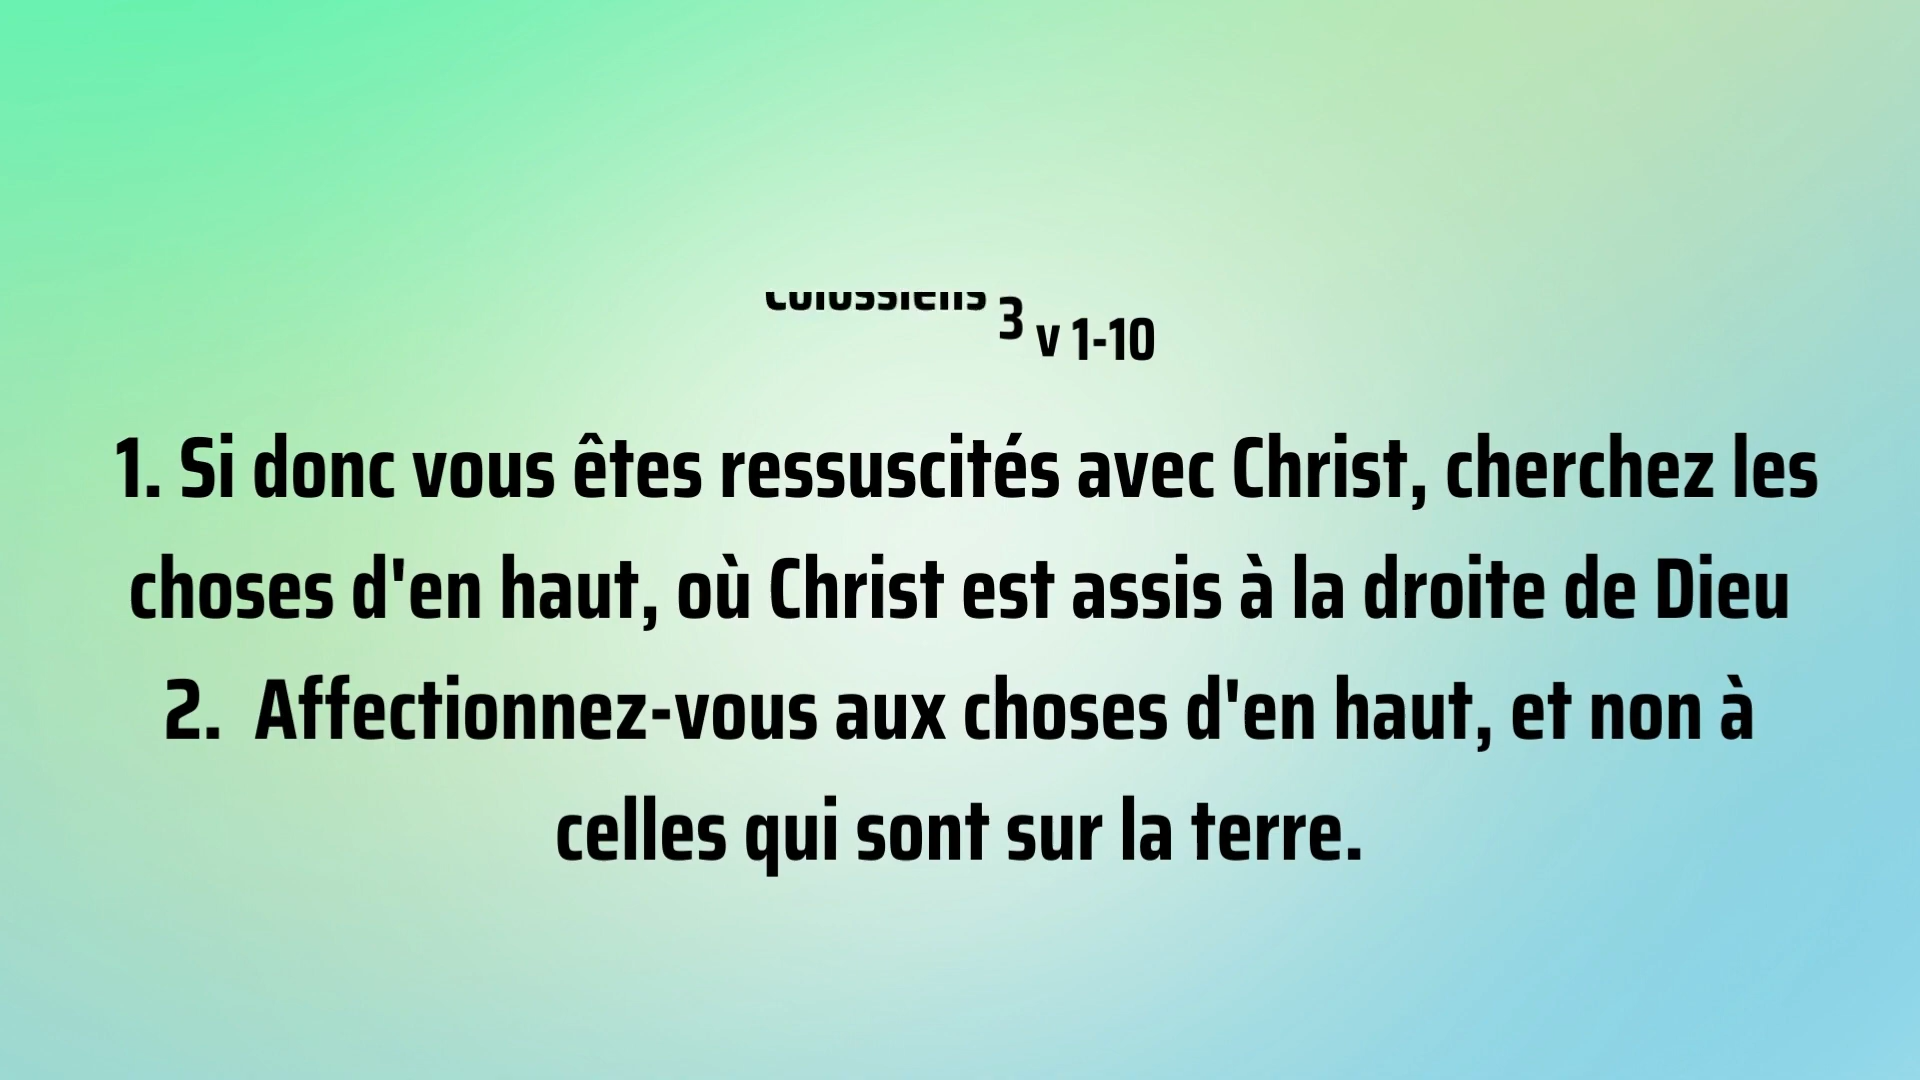 Colossiens 3 v 1-10
1. Si donc vous êtes ressuscités avec Christ, cherchez les
choses d'en haut, où Christ est assis à la droite de Dieu
2.  Affectionnez-vous aux choses d'en haut, et non à
celles qui sont sur la terre.